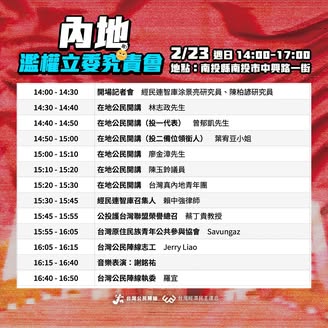 內地
濫權立委究責會
2/23 週日 14:00-17:00
地點：南投縣南投市中興路一街
14:00 - 14:30 開場記者會 經民連智庫涂景亮研究員、陳柏諺研究員
14:30 - 14:40 在地公民開講 林志政先生
14:40 - 14:50 在地公民開講（投一代表） 曾郁凱先生
14:50 - 15:00 在地公民開講（投二備位領銜人） 葉宥亘小姐
15:00 - 15:10 在地公民開講 廖金漳先生
15:10 - 15:20 在地公民開講 陳玉鈴議員
15:20 - 15:30 在地公民開講 台灣真內地青年團
15:30 - 15:45 經民連智庫召集人 賴中強律師
15:45 - 15:55 公投護台灣聯盟榮譽總召 蔡丁貴教授
15:55 - 16:05 台灣原住民族青年公共參與協會 Savungaz
16:05 - 16:15 台灣公民陣線志工 Jerry Liao
16:15 - 16:40 音樂表演：謝銘祐
16:40 - 16:50 台灣公民陣線執委 羅宜
台灣公民陣線 台灣經濟民主連合